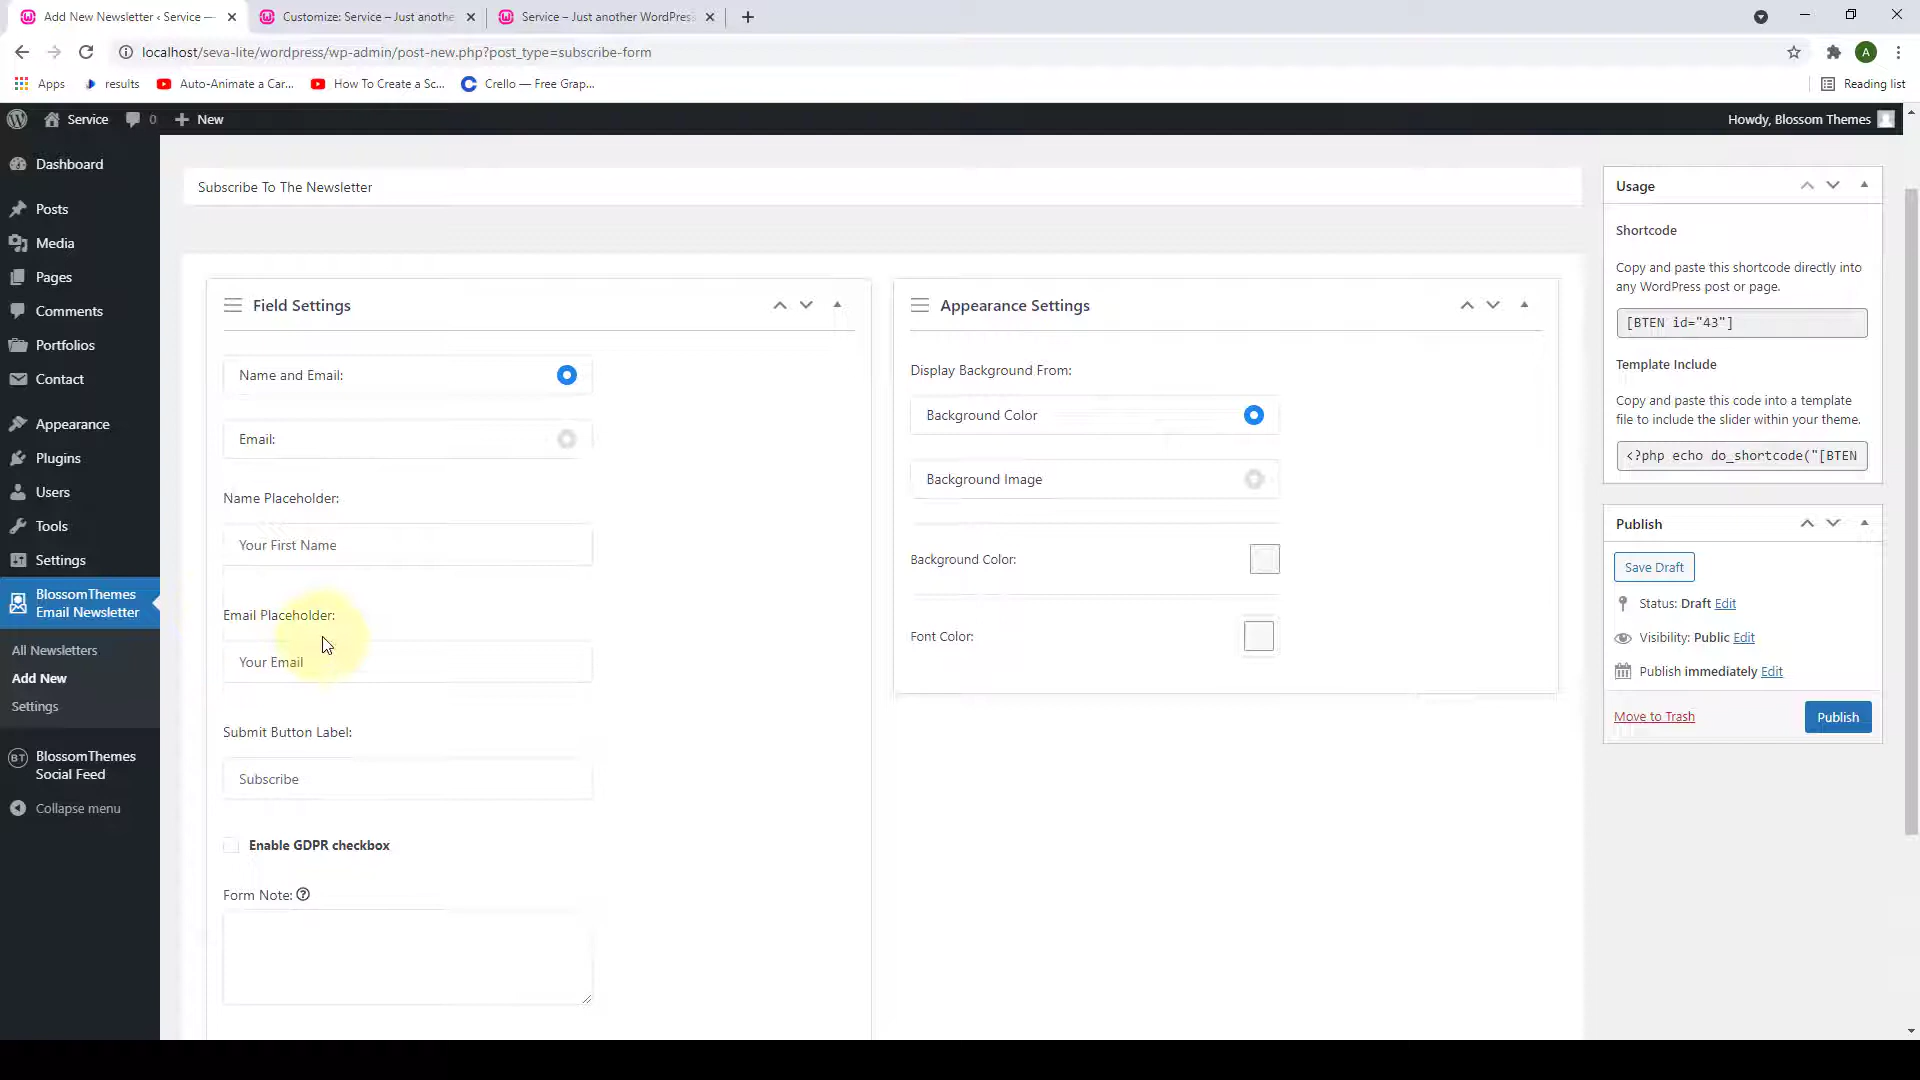 Add New Newsletter ‹ Service —
Customize: Service – Just anothe
Service – Just another WordPres
localhost/seva-lite/wordpress/wp-admin/post-new.php?post_type=subscribe-form
A
Apps
results
Auto-Animate a Car...
How To Create a Sc...
Crello — Free Grap...
Reading list
Service
0
New
Howdy, Blossom Themes
Dashboard
Posts
Media
Pages
Comments
Portfolios
Contact
Appearance
Plugins
Users
Tools
Settings
BlossomThemes
Email Newsletter
All Newsletters
Add New
Settings
BT
BlossomThemes
Social Feed
Collapse menu
Subscribe To The Newsletter
Field Settings
Name and Email:
Email:
Name Placeholder:
Your First Name
Email Placeholder:
Your Email
Submit Button Label:
Subscribe
Enable GDPR checkbox
Form Note:
Appearance Settings
Display Background From:
Background Color
Background Image
Background Color:
Font Color:
Usage
Shortcode
Copy and paste this shortcode directly into
any WordPress post or page.
[BTEN id="43"]
Template Include
Copy and paste this code into a template
file to include the slider within your theme.
<?php echo do_shortcode("[BTEN
Publish
Save Draft
Status: Draft Edit
Visibility: Public Edit
Publish immediately Edit
Move to Trash
Publish